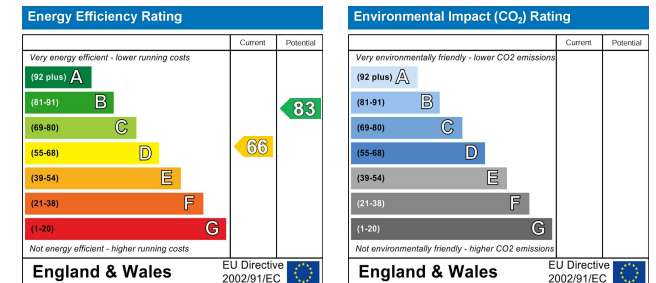 Energy Efficiency Rating
Current Potential
Very energy efficient - lower running costs
(92 plus) A
(81-91) B
83
(69-80) C
(55-68) D
66
(39-54) E
(21-38) F
(1-20) G
Not energy efficient - higher running costs
England & Wales
EU Directive
2002/91/EC
Environmental Impact (CO₂) Rating
Current Potential
Very environmentally friendly - lower CO2 emissions
(92 plus) A
(81-91) B
(69-80) C
(55-68) D
(39-54) E
(21-38) F
(1-20) G
Not environmentally friendly - higher CO2 emissions
England & Wales
EU Directive
2002/91/EC